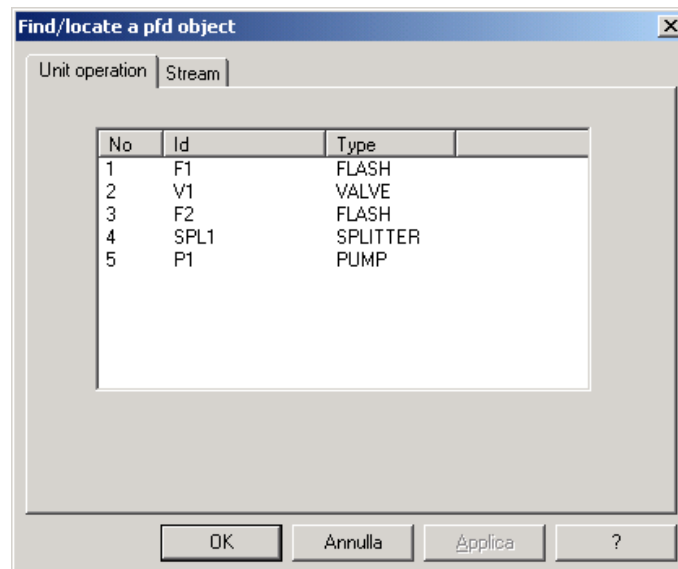 Find/locate a pfd object
Unit operation Stream
No Id Type
1 F1 FLASH
2 V1 VALVE
3 F2 FLASH
4 SPL1 SPLITTER
5 P1 PUMP
OK Annulla Applica ?